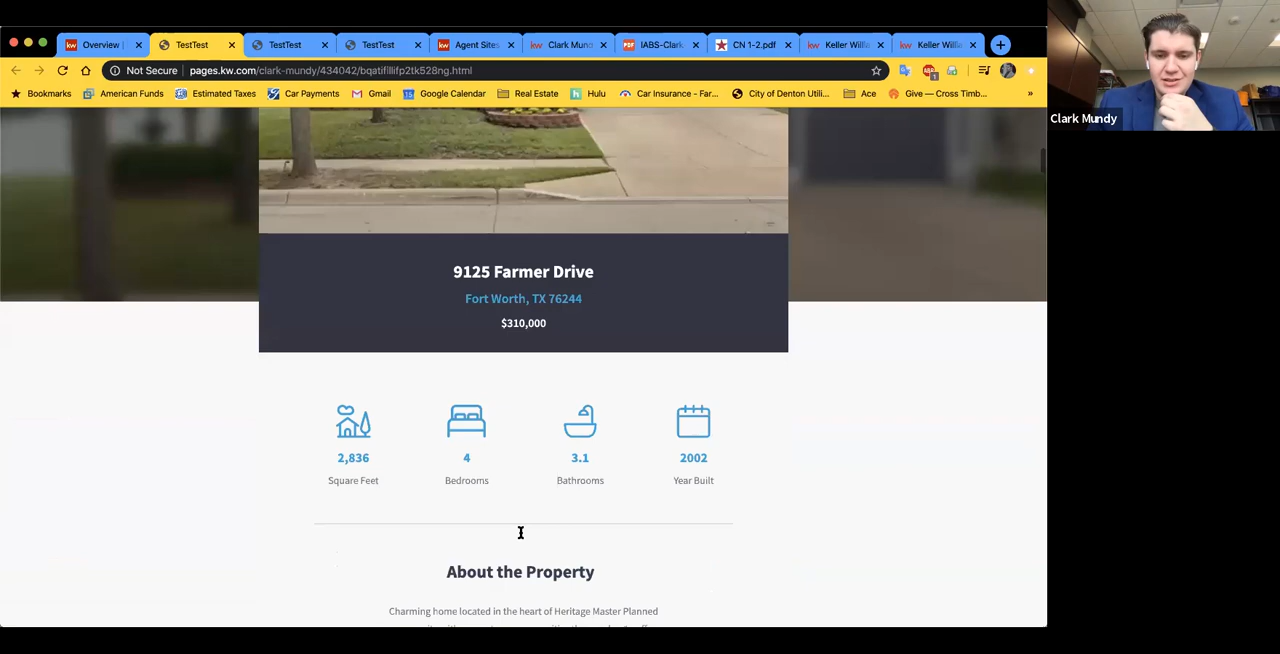 Overview
TestTest
TestTest
TestTest
Agent Sites
Clark Mund
IABS-Clark
CN 1-2.pdf
Keller Willia
Keller Willia
Not Secure
pages.kw.com/clark-mundy/434042/bqatifillifp2tk528ng.html
Bookmarks
American Funds
Estimated Taxes
Car Payments
Gmail
Google Calendar
Real Estate
Hulu
Car Insurance - Far...
City of Denton Utili...
Ace
Give — Cross Timb...
»
Clark Mundy
9125 Farmer Drive
Fort Worth, TX 76244
$310,000
2,836
4
3.1
2002
Square Feet
Bedrooms
Bathrooms
Year Built
About the Property
Charming home located in the heart of Heritage Master Planned